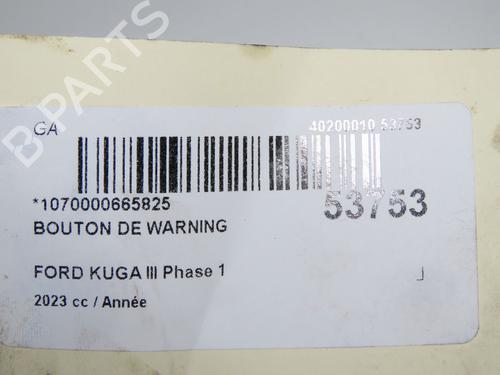 B-PARTS
GA
40200010 53753
*1070000665825
53753
BOUTON DE WARNING
FORD KUGA III Phase 1
2023 cc / Année